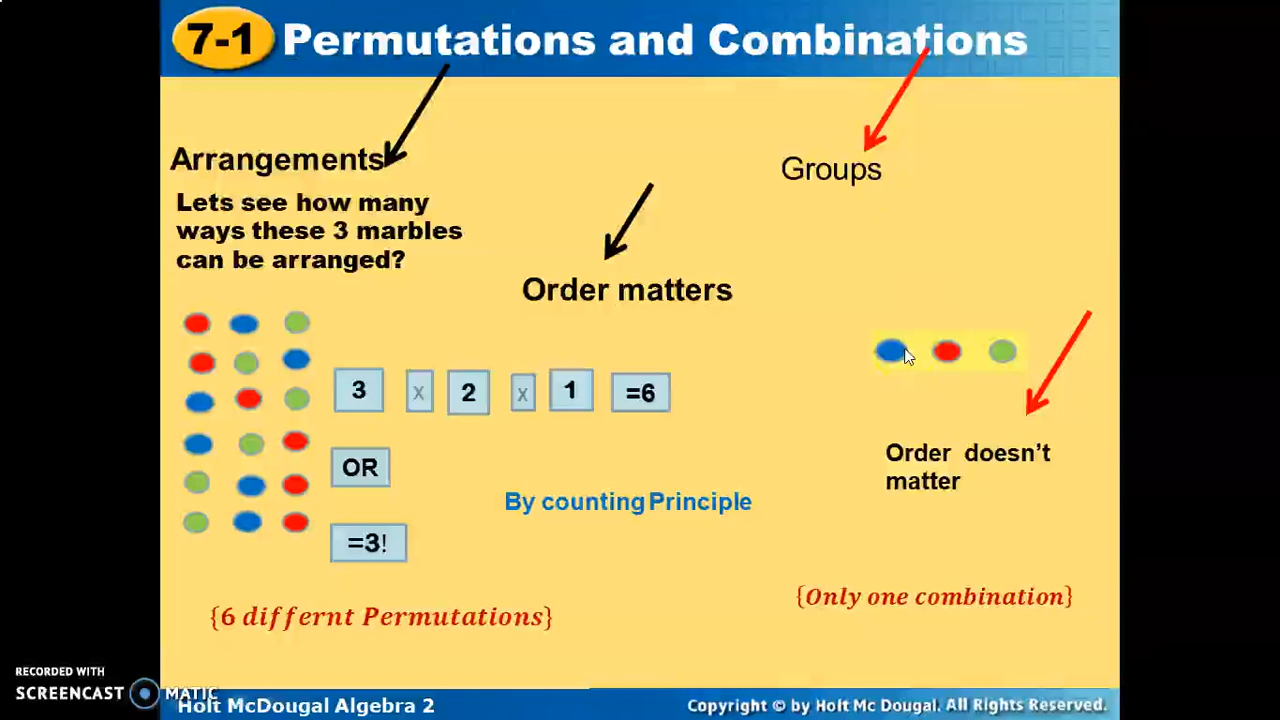 7-1 Permutations and Combinations
Arrangements
Groups
Lets see how many
ways these 3 marbles
can be arranged?
Order matters
3 x 2 x 1 =6
OR
=3!
By counting Principle
Order doesn't
matter
{6 differnt Permutations}
{Only one combination}
RECORDED WITH
SCREENCAST MATIC
Holt McDougal Algebra 2
Copyright © by Holt Mc Dougal. All Rights Reserved.